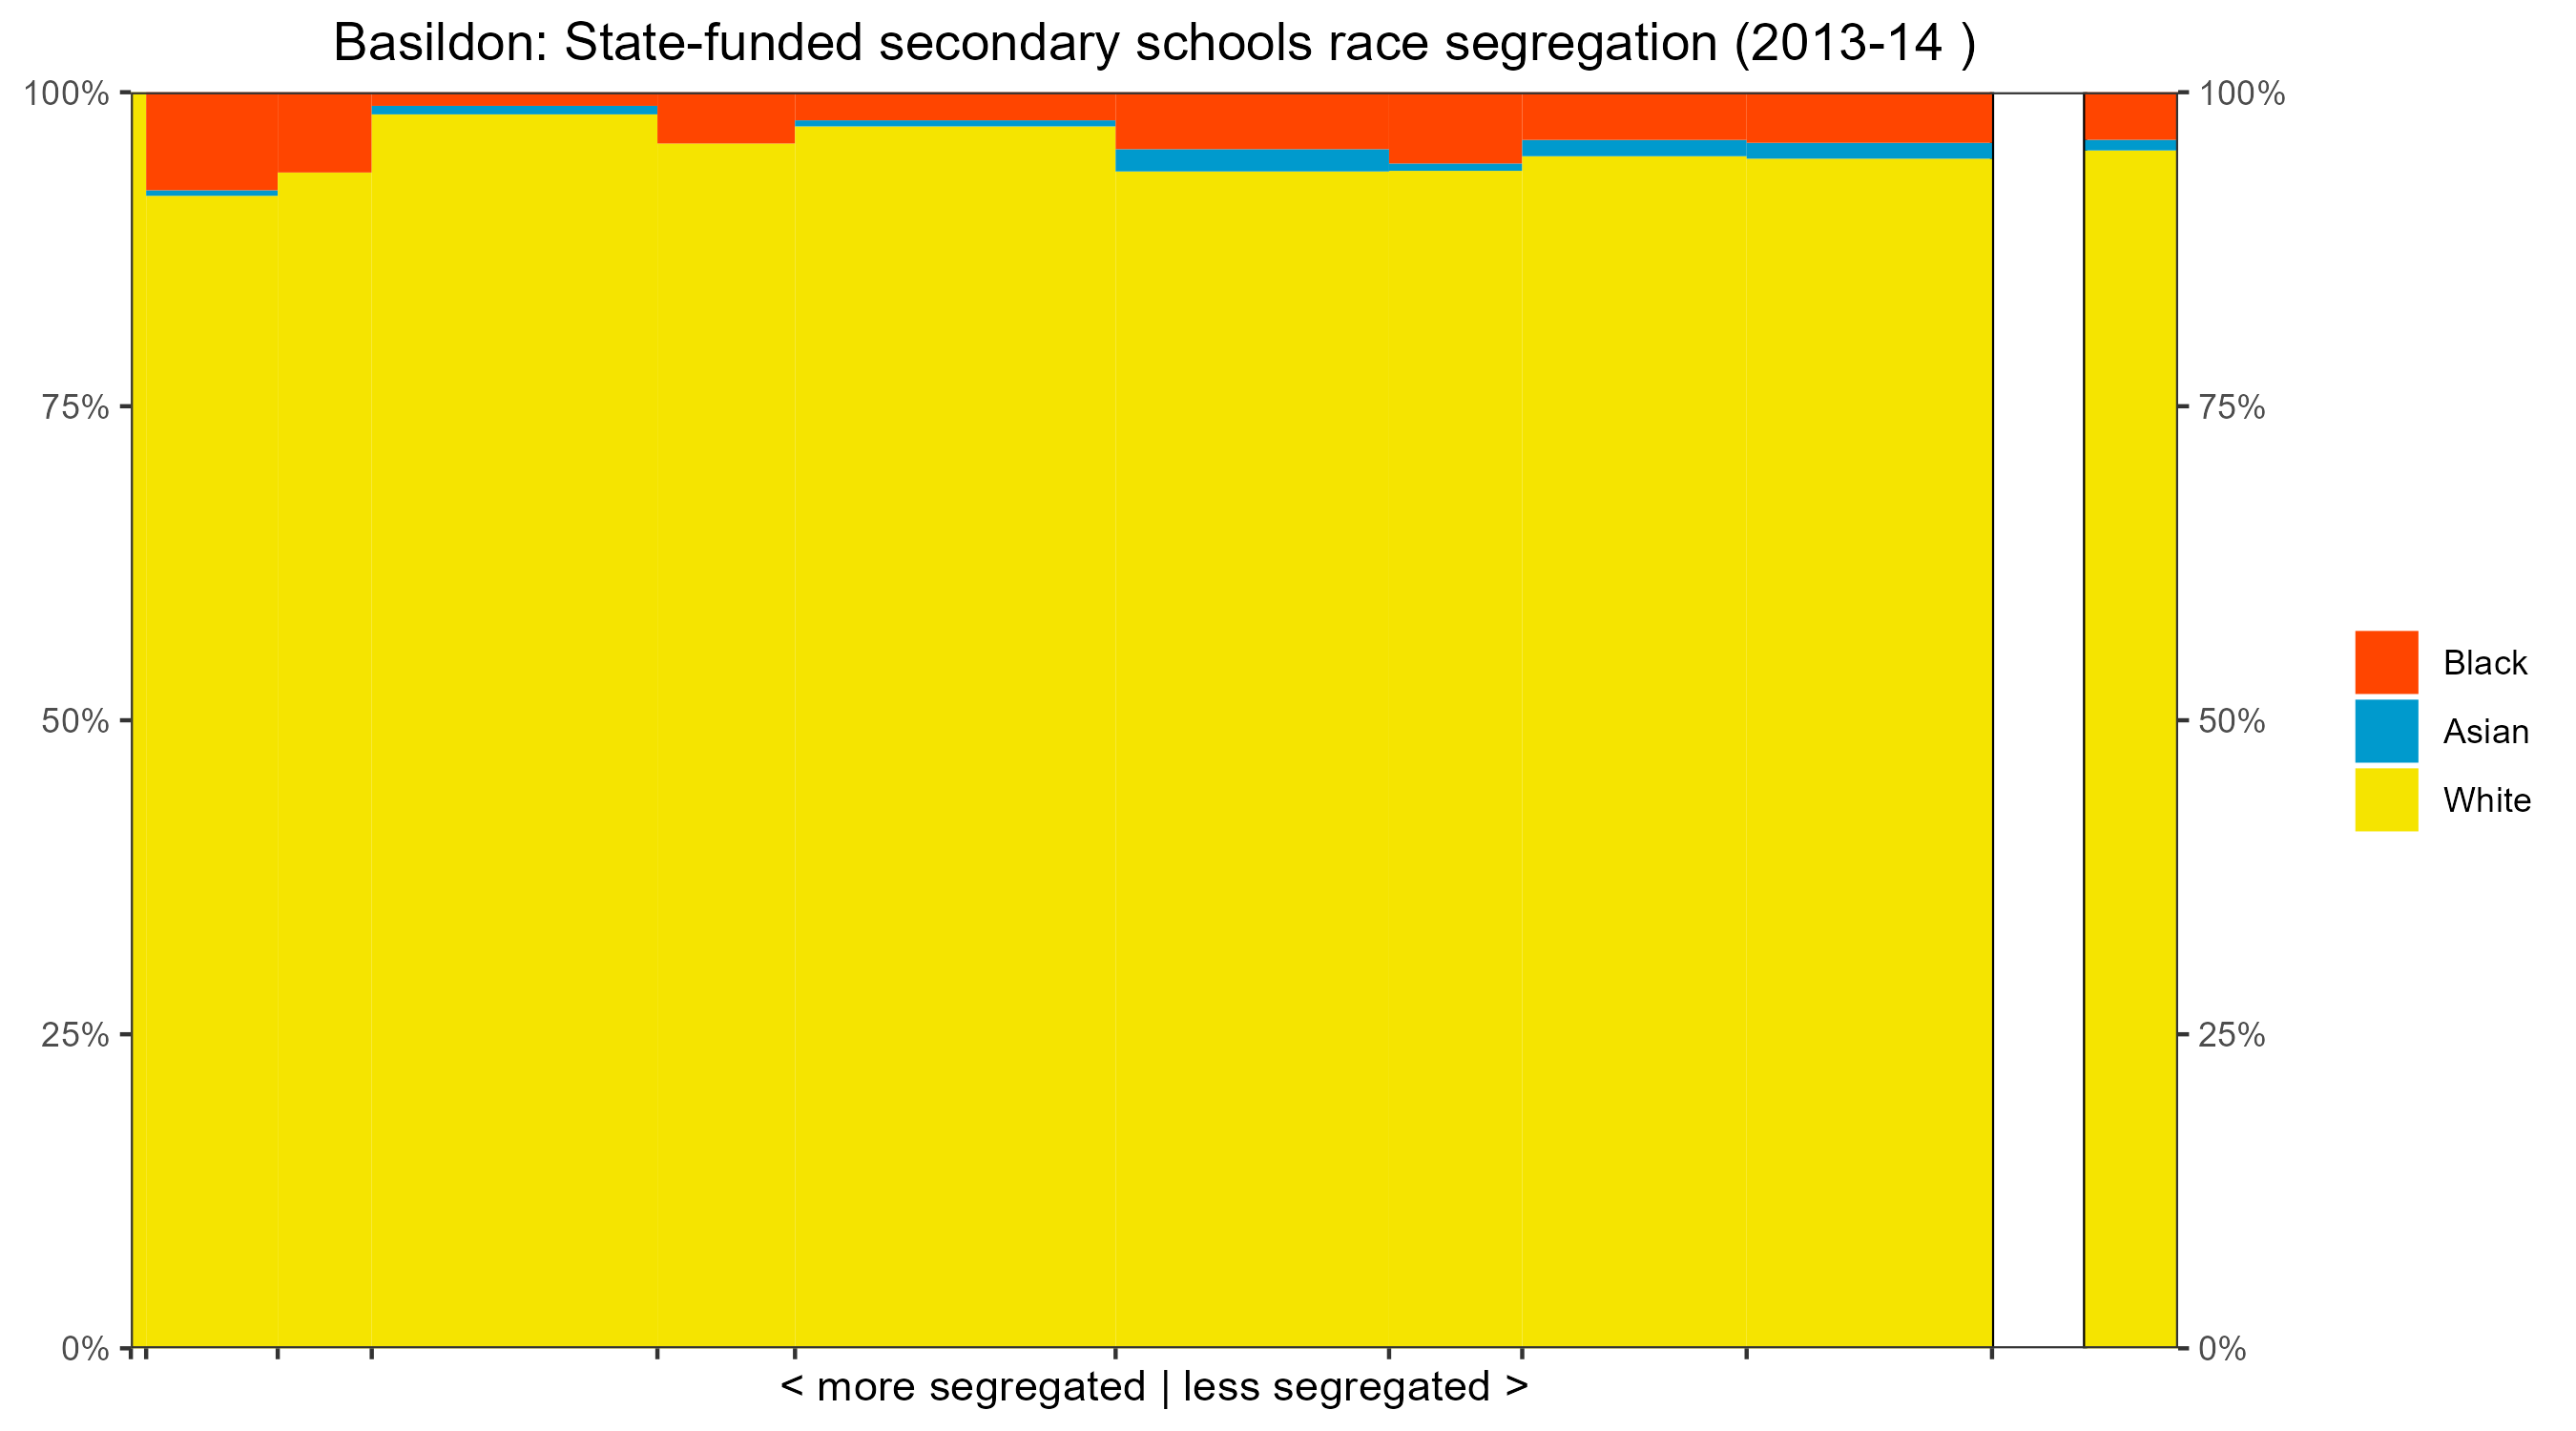 Basildon: State-funded secondary schools race segregation (2013-14 )
100%
75%
50%
25%
0%
100%
75%
50%
25%
0%
Black
Asian
White
< more segregated | less segregated >